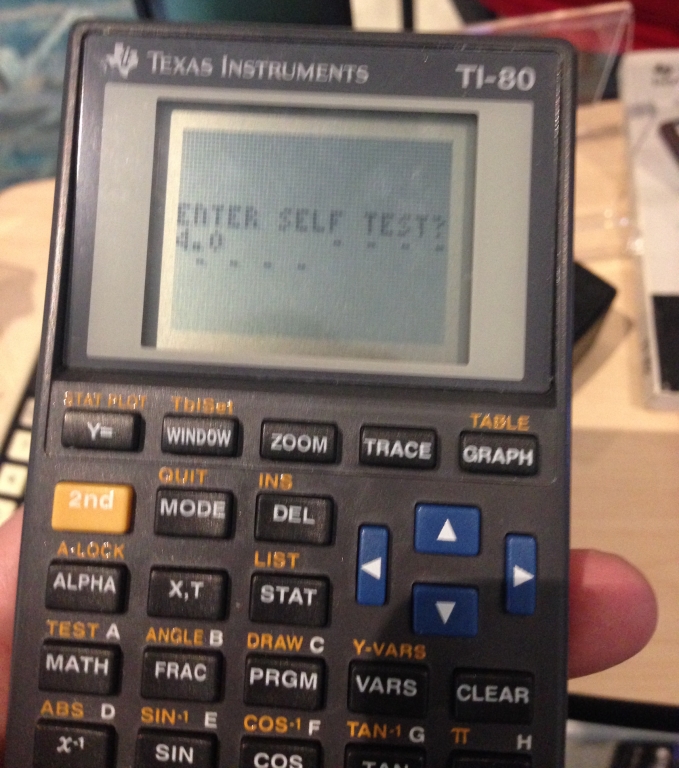 TEXAS INSTRUMENTS TI-80
ENTER SELF TEST?
4.0
STAT PLOT TblSet TABLE
Y= WINDOW ZOOM TRACE GRAPH
QUIT INS
2nd MODE DEL
A-LOCK LIST
ALPHA X,T STAT
TEST A ANGLE B DRAW C Y-VARS
MATH FRAC PRGM VARS CLEAR
ABS D SIN-1 E COS-1 F TAN-1 G π H
x-1 SIN COS TAN